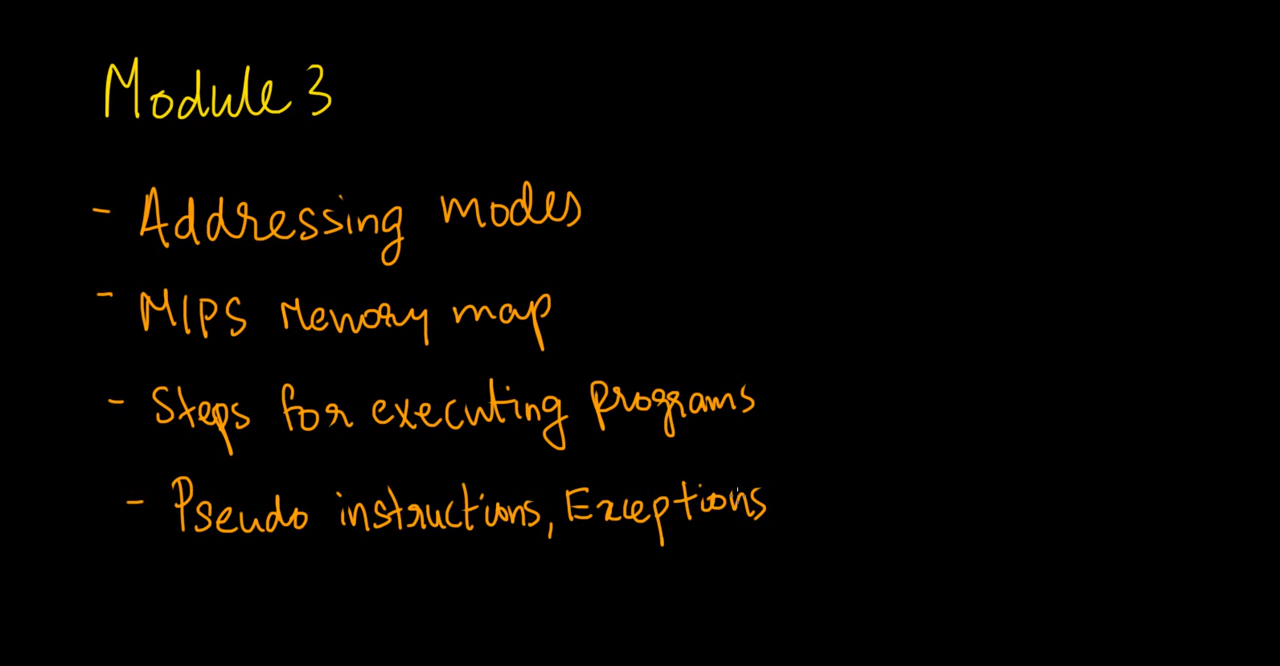 Module 3
- Addressing modes
- MIPS Memory map
- Steps for executing programs
- Pseudo instructions, Exceptions